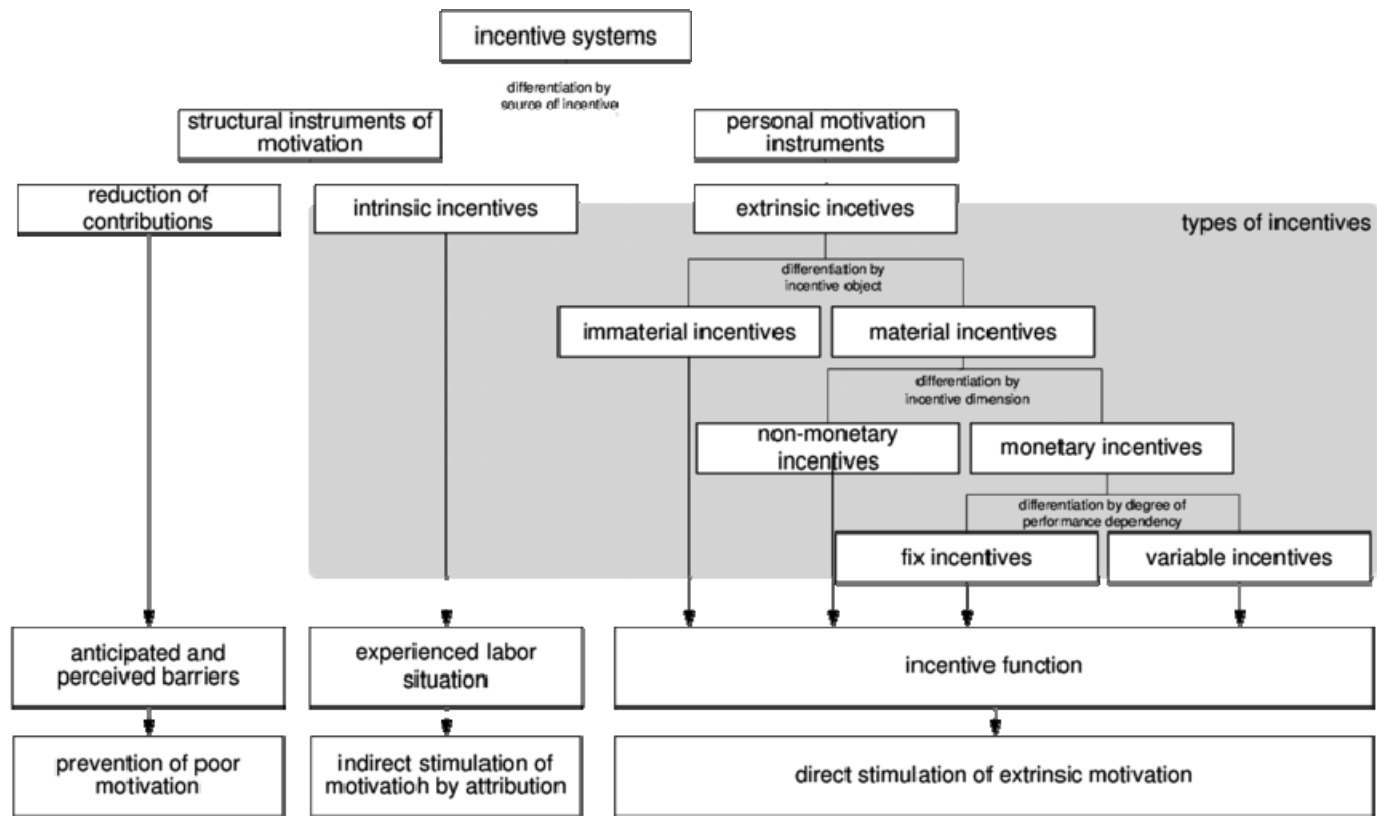 incentive systems
differentiation by
source of incentive
structural instruments of
motivation
personal motivation
instruments
reduction of
contributions
intrinsic incentives
extrinsic incetives
types of incentives
differentiation by
incentive object
immaterial incentives
material incentives
differentiation by
incentive dimension
non-monetary
incentives
monetary incentives
differentiation by degree of
performance dependency
fix incentives
variable incentives
anticipated and
perceived barriers
experienced labor
situation
incentive function
prevention of poor
motivation
indirect stimulation of
motivation by attribution
direct stimulation of extrinsic motivation